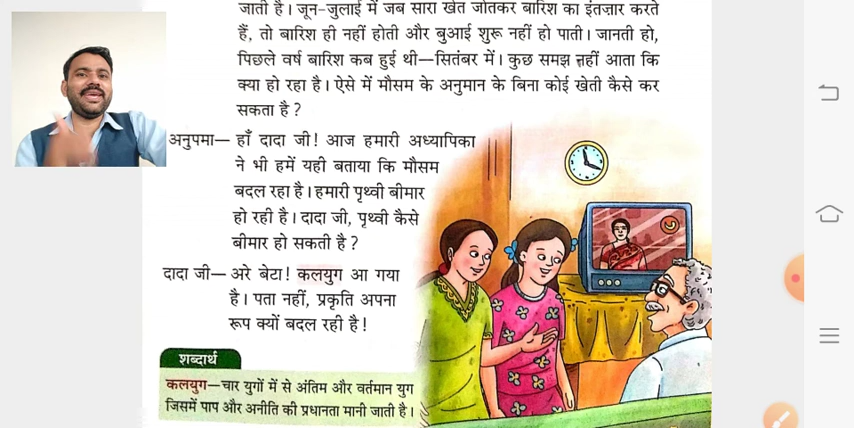 जाती है। जून-जुलाई में जब सारा खेत जोतकर बारिश का इंतज़ार करते
हैं, तो बारिश ही नहीं होती और बुआई शुरू नहीं हो पाती। जानती हो,
पिछले वर्ष बारिश कब हुई थी—सितंबर में। कुछ समझ नहीं आता कि
क्या हो रहा है। ऐसे में मौसम के अनुमान के बिना कोई खेती कैसे कर
सकता है ?
अनुपमा— हाँ दादा जी! आज हमारी अध्यापिका
ने भी हमें यही बताया कि मौसम
बदल रहा है। हमारी पृथ्वी बीमार
हो रही है। दादा जी, पृथ्वी कैसे
बीमार हो सकती है ?
दादा जी— अरे बेटा! कलयुग आ गया
है। पता नहीं, प्रकृति अपना
रूप क्यों बदल रही है !
शब्दार्थ
कलयुग—चार युगों में से अंतिम और वर्तमान युग
जिसमें पाप और अनीति की प्रधानता मानी जाती है।